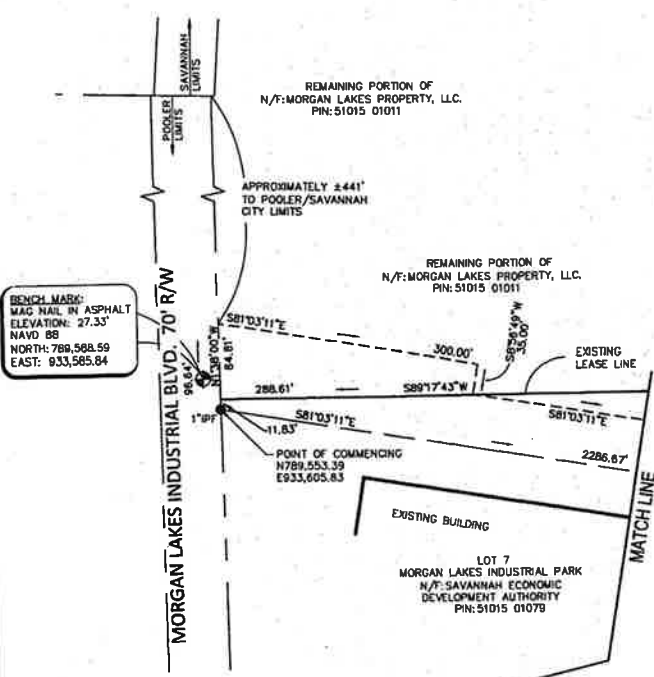 SAVANNAH
LIMITS
POOLER
LIMITS
REMAINING PORTION OF
N/F: MORGAN LAKES PROPERTY, LLC.
PIN: 51015 01011
APPROXIMATELY ±441'
TO POOLER/SAVANNAH
CITY LIMITS
REMAINING PORTION OF
N/F: MORGAN LAKES PROPERTY, LLC.
PIN: 51015 01011
BENCH MARK:
MAG NAIL IN ASPHALT
ELEVATION: 27.33'
NAVD 88
NORTH: 789,568.59
EAST: 933,585.84
MORGAN LAKES INDUSTRIAL BLVD. 70' R/W
96.64'
N1°38'00"W
84.81'
S81°03'11"E
300.00'
S8°56'49"W
35.00'
EXISTING
LEASE LINE
288.61'
S89°17'43"W
1"IPF
11.83'
S81°03'11"E
S81°03'11"E
2286.67'
POINT OF COMMENCING
N789,553.39
E933,605.83
EXISTING BUILDING
MATCH LINE
LOT 7
MORGAN LAKES INDUSTRIAL PARK
N/F: SAVANNAH ECONOMIC
DEVELOPMENT AUTHORITY
PIN: 51015 01079